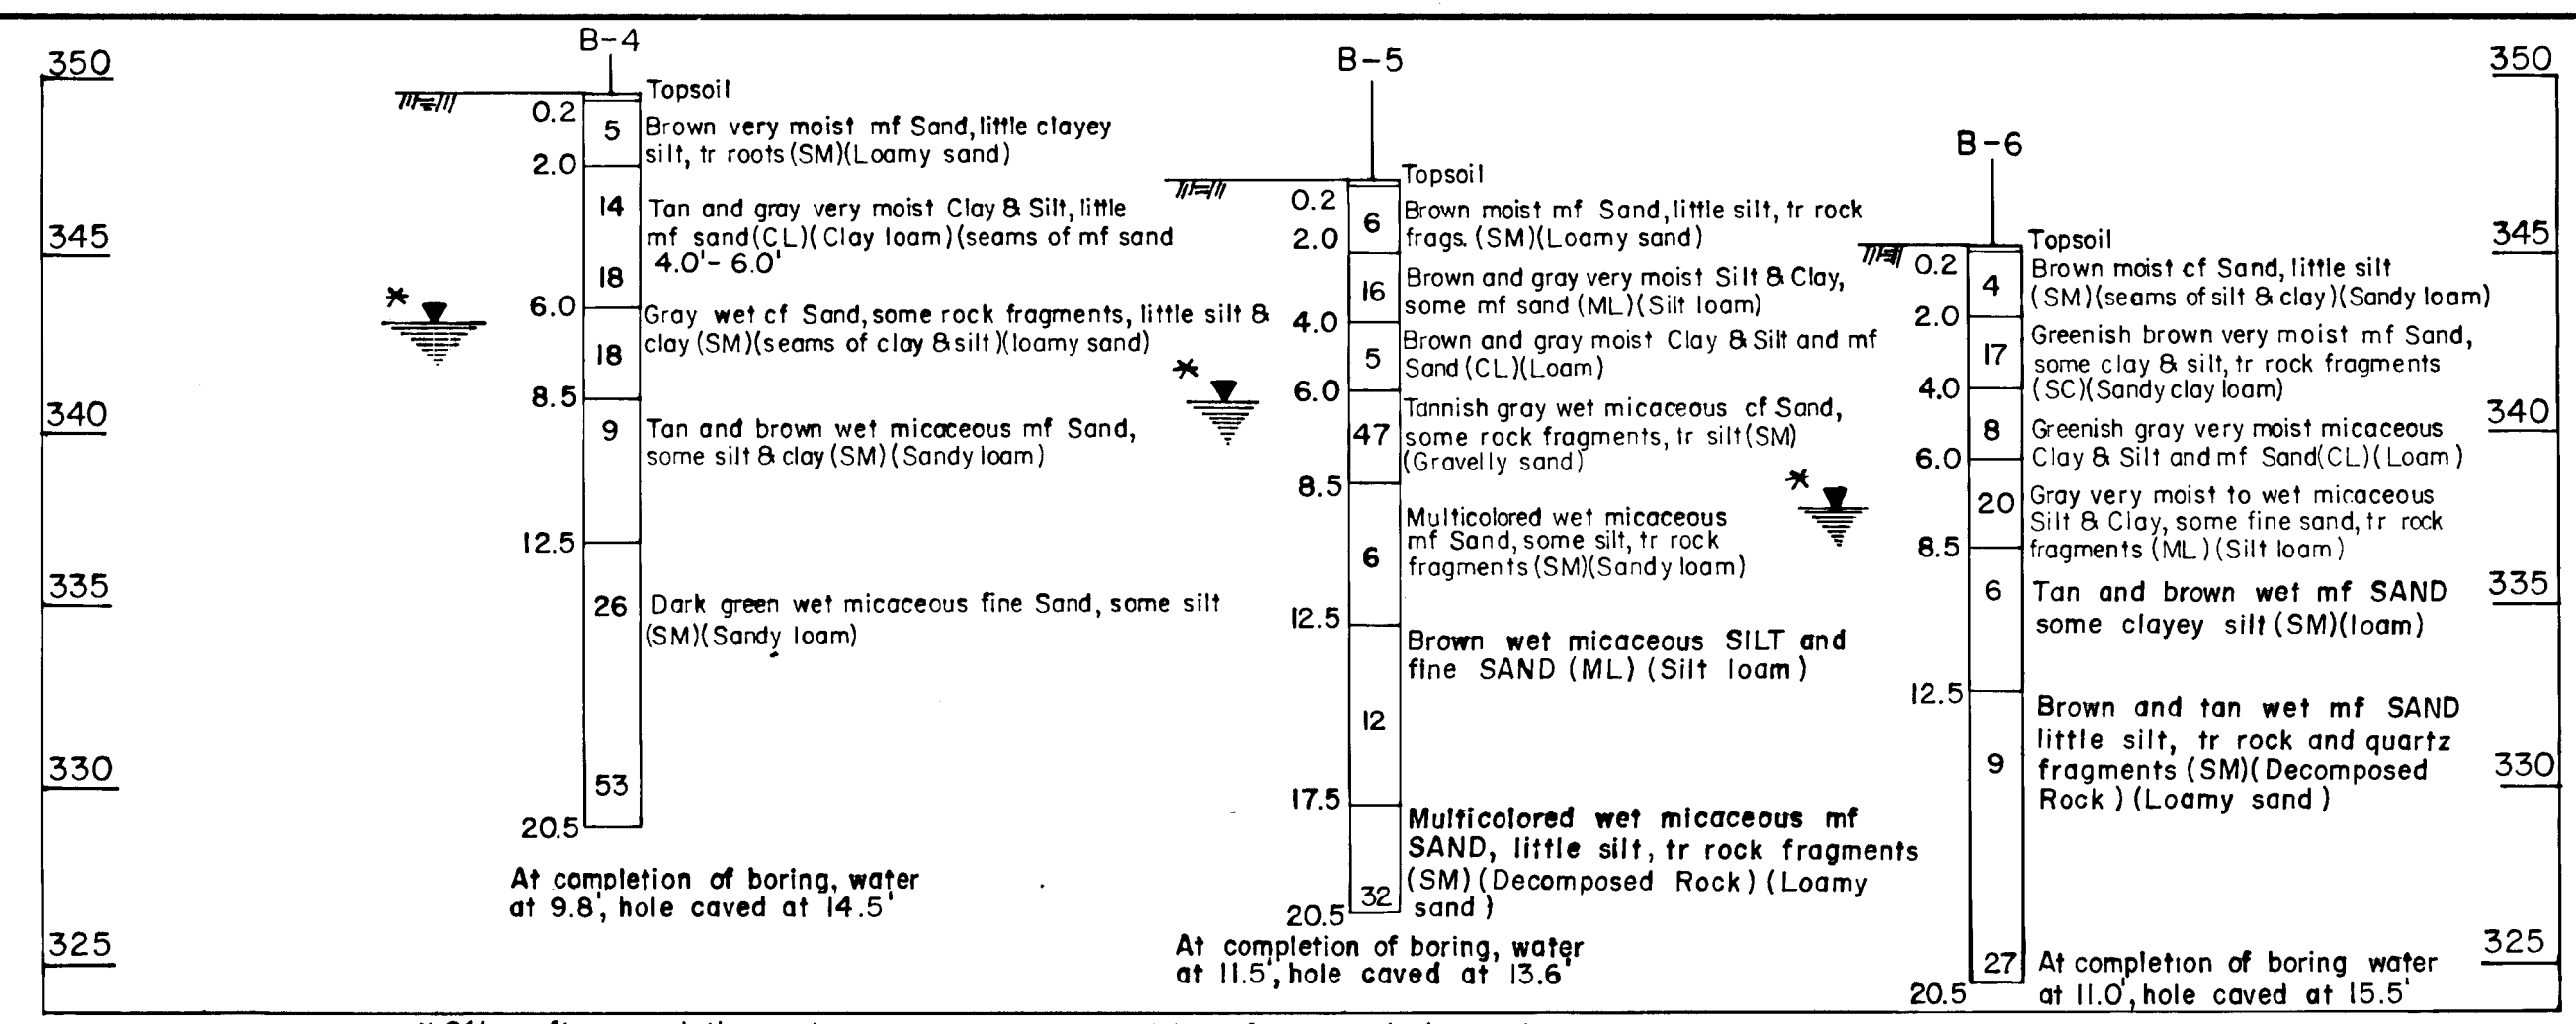 350
B-4
Topsoil
0.2
5
Brown very moist mf Sand, little clayey
silt, tr roots (SM)(Loamy sand)
2.0
14
Tan and gray very moist Clay & Silt, little
mf sand (CL)(Clay loam)(seams of mf sand
4.0'- 6.0'
18
6.0
Gray wet cf Sand, some rock fragments, little silt &
clay (SM)(seams of clay & silt)(loamy sand)
18
8.5
9
Tan and brown wet micaceous mf Sand,
some silt & clay (SM)(Sandy loam)
12.5
26
Dark green wet micaceous fine Sand, some silt
(SM)(Sandy loam)
53
20.5
At completion of boring, water
at 9.8', hole caved at 14.5'
345
*
340
335
330
325
B-5
Topsoil
0.2
6
Brown moist mf Sand, little silt, tr rock
frags. (SM)(Loamy sand)
2.0
16
Brown and gray very moist Silt & Clay,
some mf sand (ML)(Silt loam)
4.0
5
Brown and gray moist Clay & Silt and mf
Sand (CL)(Loam)
*
6.0
47
Tannish gray wet micaceous cf Sand,
some rock fragments, tr silt (SM)
(Gravelly sand)
8.5
6
Multicolored wet micaceous
mf Sand, some silt, tr rock
fragments (SM)(Sandy loam)
12.5
Brown wet micaceous SILT and
fine SAND (ML) (Silt loam)
12
17.5
Multicolored wet micaceous mf
SAND, little silt, tr rock fragments
(SM)(Decomposed Rock) (Loamy
sand)
32
20.5
At completion of boring, water
at 11.5', hole caved at 13.6'
B-6
Topsoil
0.2
4
Brown moist cf Sand, little silt
(SM)(seams of silt & clay)(Sandy loam)
2.0
17
Greenish brown very moist mf Sand,
some clay & silt, tr rock fragments
(SC)(Sandy clay loam)
4.0
8
Greenish gray very moist micaceous
Clay & Silt and mf Sand (CL)(Loam)
6.0
*
20
Gray very moist to wet micaceous
Silt & Clay, some fine sand, tr rock
fragments (ML)(Silt loam)
8.5
6
Tan and brown wet mf SAND
some clayey silt (SM)(loam)
12.5
Brown and tan wet mf SAND
little silt, tr rock and quartz
fragments (SM)(Decomposed
Rock) (Loamy sand)
9
27
20.5
At completion of boring water
at 11.0', hole caved at 15.5'
350
345
340
335
330
325